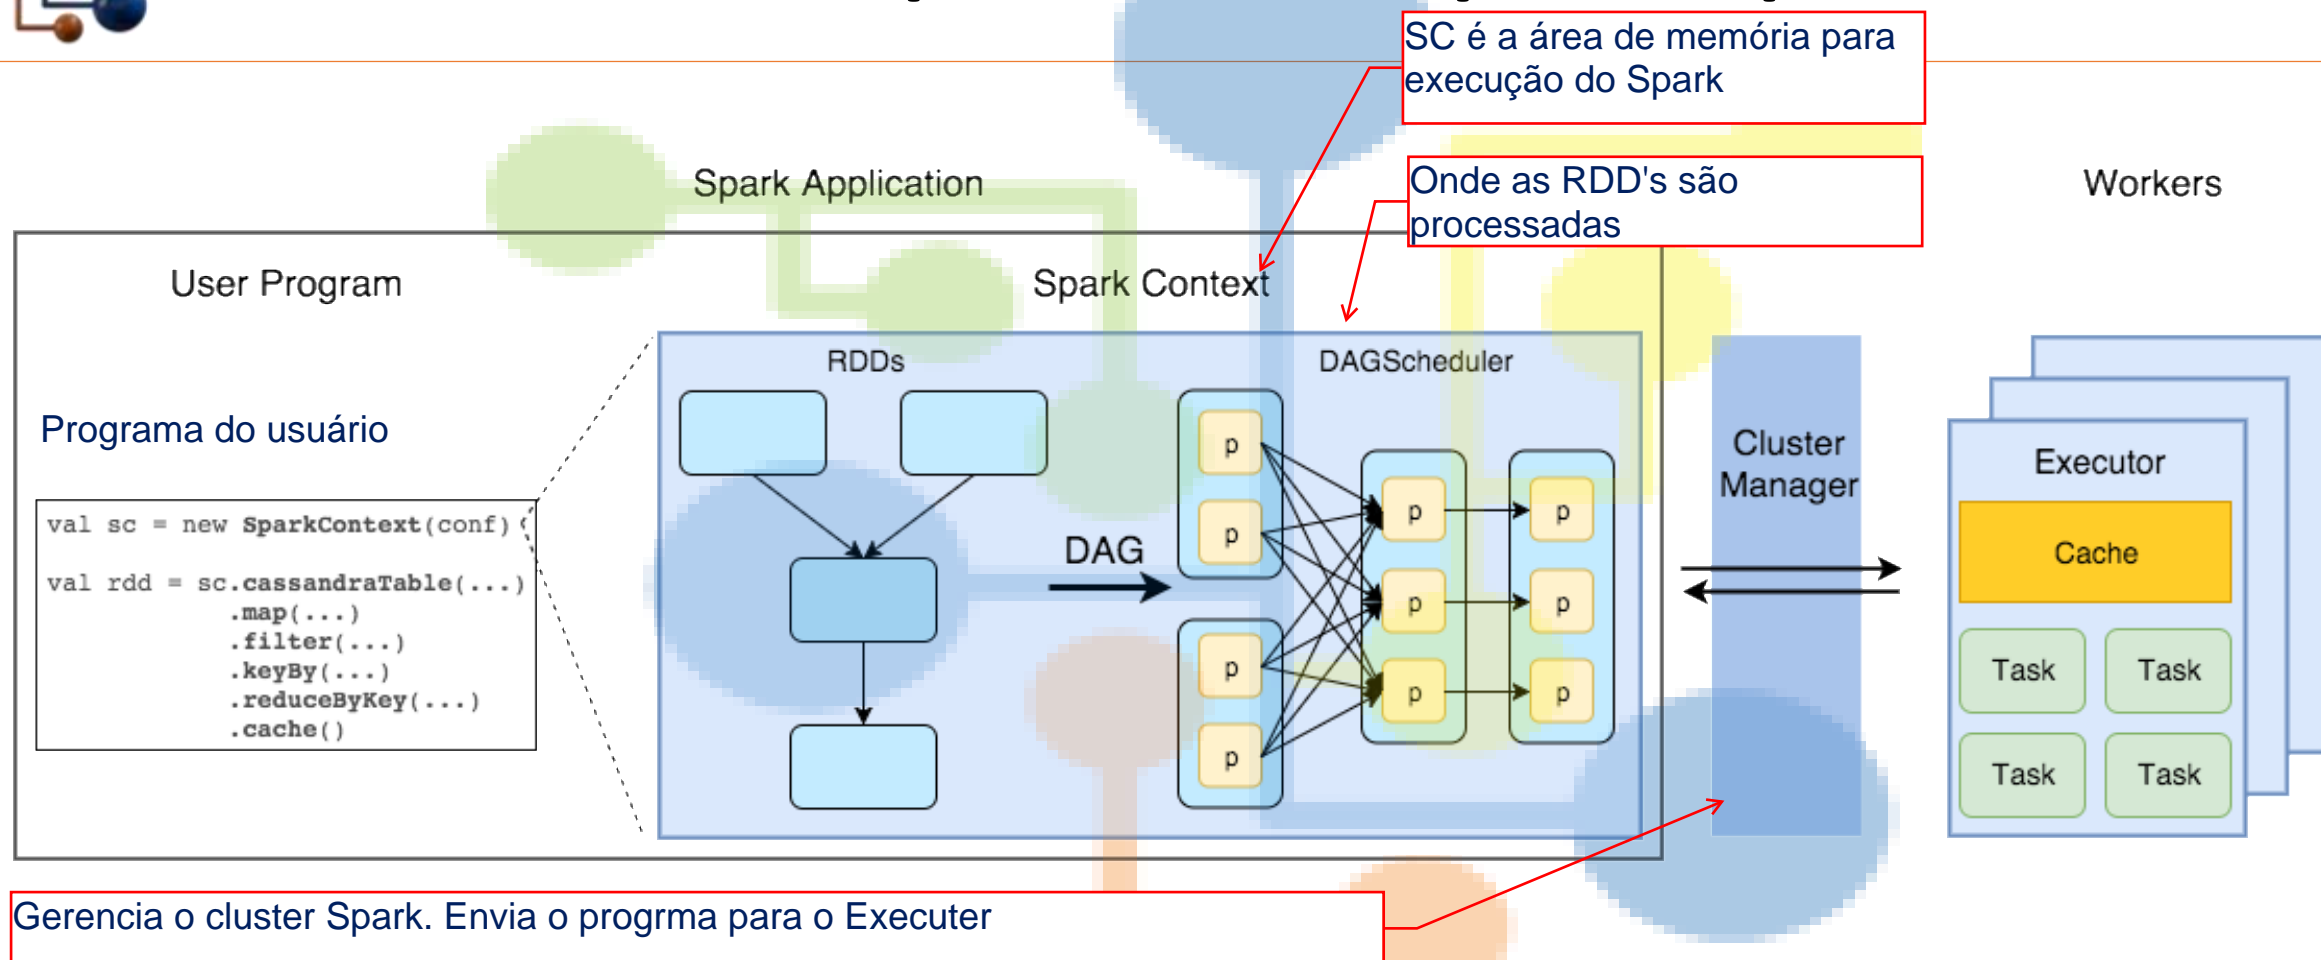 SC é a área de memória para
execução do Spark
Spark Application
Onde as RDD's são
processadas
Workers
User Program
Spark Context
RDDs
DAGScheduler
Programa do usuário
val sc = new SparkContext(conf)
val rdd = sc.cassandraTable(...)
.map(...)
.filter(...)
.keyBy(...)
.reduceByKey(...)
.cache()
DAG
p
p
p
p
p
p
p
p
p
p
Cluster
Manager
Executor
Cache
Task
Task
Task
Task
Gerencia o cluster Spark. Envia o progrma para o Executer